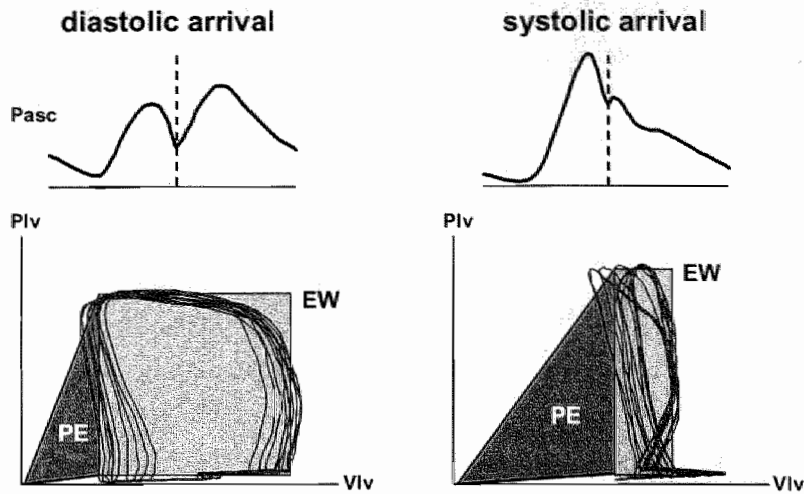 diastolic arrival
systolic arrival
Pasc
Plv
Plv
EW
EW
PE
PE
Vlv
Vlv